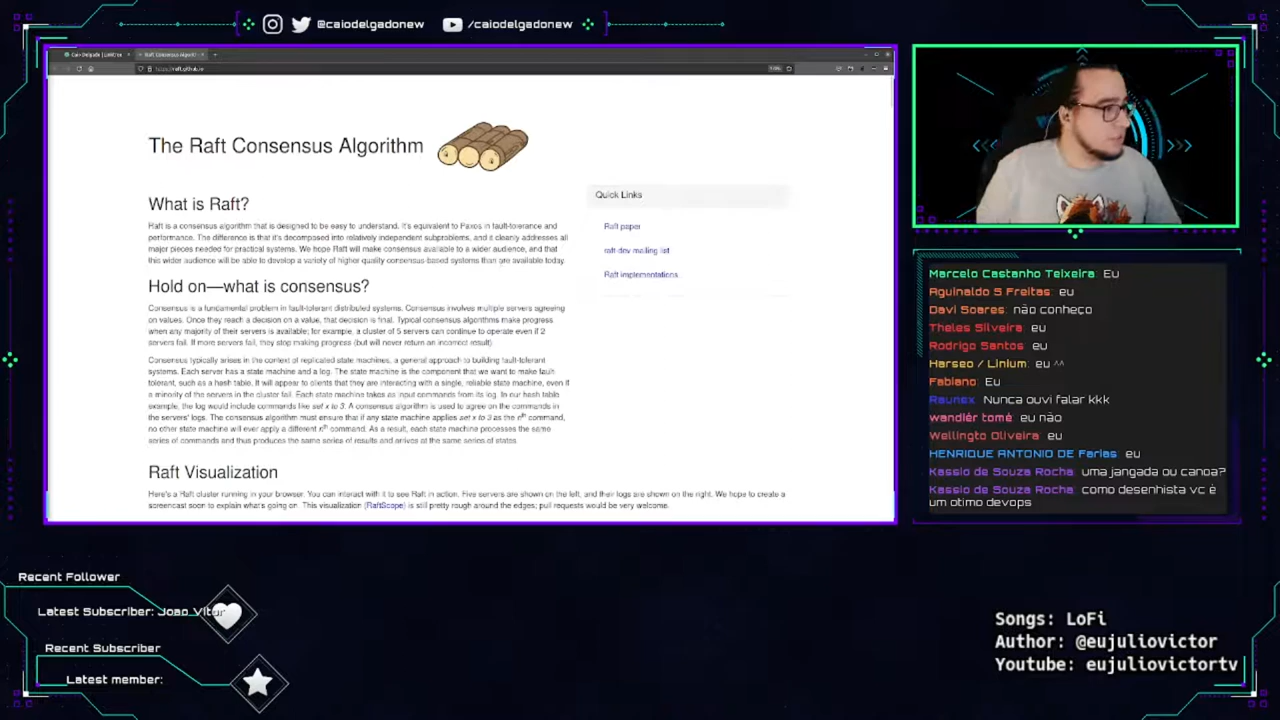 @caiodelgadonew
/caiodelgadonew
The Raft Consensus Algorithm
What is Raft?
Raft is a consensus algorithm that is designed to be easy to understand. It's equivalent to Paxos in fault-tolerance and
performance. The difference is that it's decomposed into relatively independent subproblems, and it cleanly addresses all
major pieces needed for practical systems. We hope Raft will make consensus available to a wider audience, and that
this wider audience will be able to develop a variety of higher quality consensus-based systems than are available today.
Hold on—what is consensus?
Consensus is a fundamental problem in fault-tolerant distributed systems. Consensus involves multiple servers agreeing
on values. Once they reach a decision on a value, that decision is final. Typical consensus algorithms make progress
when any majority of their servers is available; for example, a cluster of 5 servers can continue to operate even if 2
servers fail. If more servers fail, they stop making progress (but will never return an incorrect result).
Consensus typically arises in the context of replicated state machines, a general approach to building fault-tolerant
systems. Each server has a state machine and a log. The state machine is the component that we want to make fault
tolerant, such as a hash table. It will appear to clients that they are interacting with a single, reliable state machine, even if
a minority of the servers in the cluster fail. Each state machine takes as input commands from its log. In our hash table
example, the log would include commands like set x to 3. A consensus algorithm is used to agree on the commands in
the servers' logs. The consensus algorithm must ensure that if any state machine applies set x to 3 as the nth command,
no other state machine will ever apply a different nth command. As a result, each state machine processes the same
series of commands and thus produces the same series of results and arrives at the same series of states.
Raft Visualization
Here's a Raft cluster running in your browser. You can interact with it to see Raft in action. Five servers are shown on the left, and their logs are shown on the right. We hope to create a
screencast soon to explain what's going on. This visualization (RaftScope) is still pretty rough around the edges; pull requests would be very welcome.
Quick Links
Raft paper
raft-dev mailing list
Raft implementations
Marcelo Castanho Teixeira: Eu
Aguinaldo S Freitas: eu
Davi Soares: não conheço
Theles Silveira: eu
Rodrigo Santos: eu
Harseo / Linium: eu ^^
Fabiano: Eu
Raunex: Nunca ouvi falar kkk
wandlér tomé: eu não
Wellingto Oliveira: eu
HENRIQUE ANTONIO DE Farias: eu
Kassio de Souza Rocha: uma jangada ou canoa?
Kassio de Souza Rocha: como desenhista vc è
um otimo devops
Recent Follower
Latest Subscriber: Joao Vitor
Recent Subscriber
Latest member:
Songs: LoFi
Author: @eujuliovictor
Youtube: eujuliovictortv